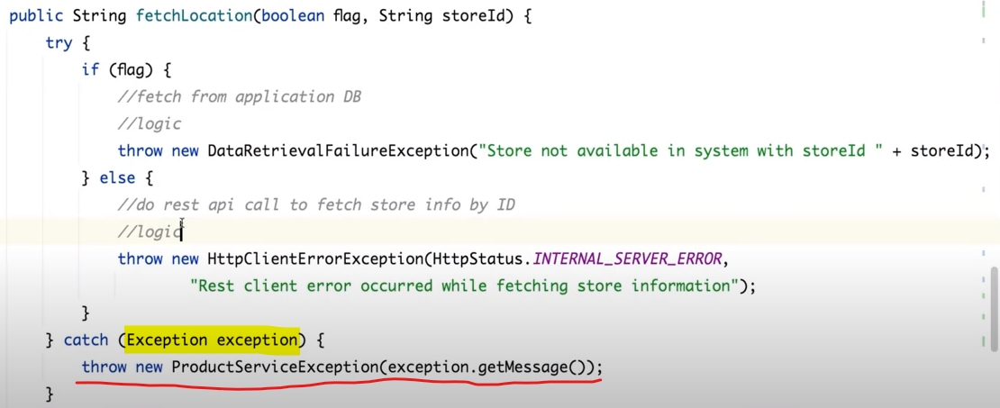 public String fetchLocation(boolean flag, String storeId) {
try {
if (flag) {
//fetch from application DB
//logic
throw new DataRetrievalFailureException("Store not available in system with storeId " + storeId);
} else {
//do rest api call to fetch store info by ID
//logic
throw new HttpClientErrorException(HttpStatus.INTERNAL_SERVER_ERROR,
"Rest client error occurred while fetching store information");
}
} catch (Exception exception) {
throw new ProductServiceException(exception.getMessage());
}